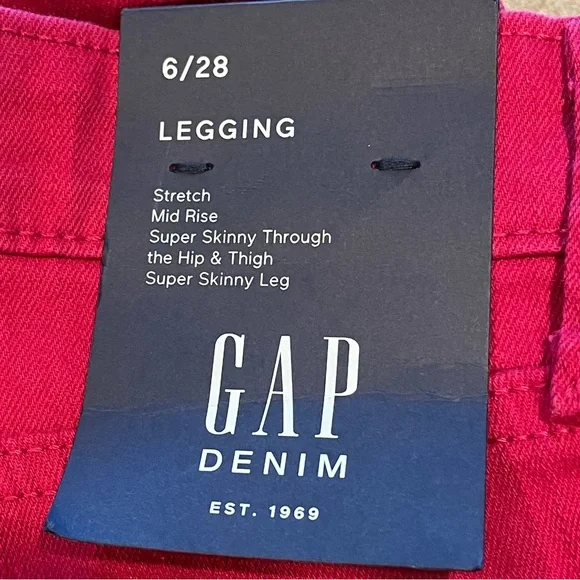 6/28
LEGGING
Stretch
Mid Rise
Super Skinny Through
the Hip & Thigh
Super Skinny Leg
GAP
DENIM
EST. 1969